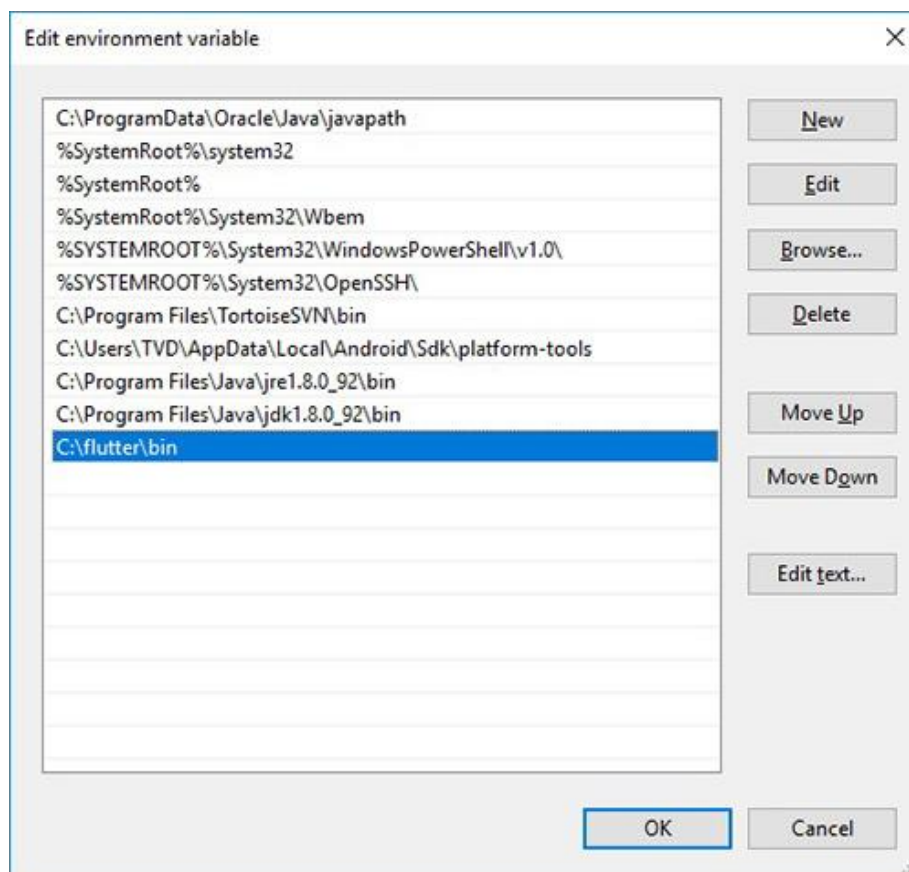 Edit environment variable
C:\ProgramData\Oracle\Java\javapath
%SystemRoot%\system32
%SystemRoot%
%SystemRoot%\System32\Wbem
%SYSTEMROOT%\System32\WindowsPowerShell\v1.0\
%SYSTEMROOT%\System32\OpenSSH\
C:\Program Files\TortoiseSVN\bin
C:\Users\TVD\AppData\Local\Android\Sdk\platform-tools
C:\Program Files\Java\jre1.8.0_92\bin
C:\Program Files\Java\jdk1.8.0_92\bin
C:\flutter\bin
New
Edit
Browse...
Delete
Move Up
Move Down
Edit text...
OK
Cancel